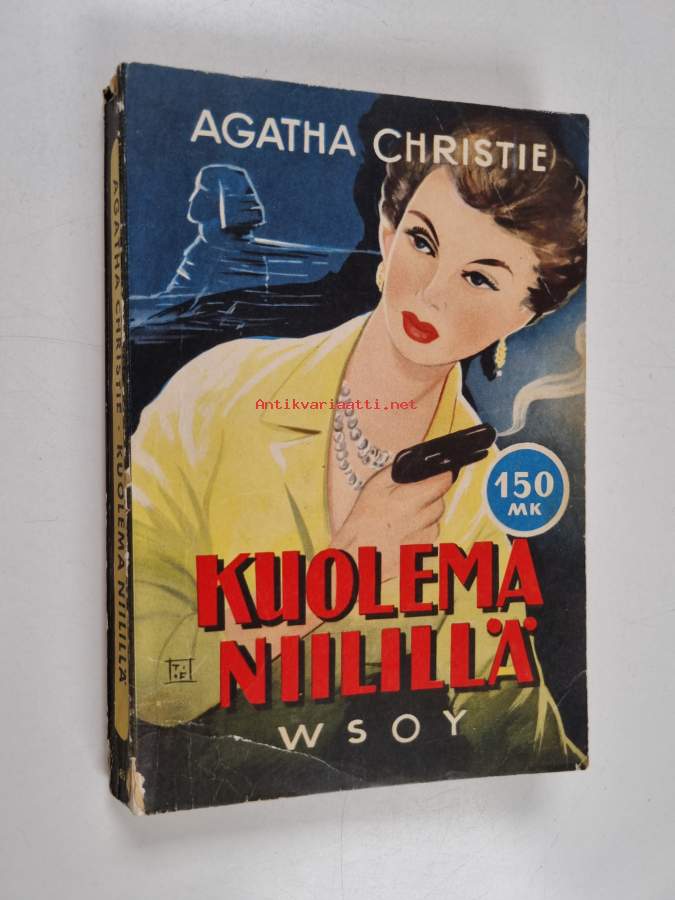 AGATHA CHRISTIE
Antikvariaatti.net
150
MK
KUOLEMA
NIILILLÄ
WSOY
AGATHA CHRISTIE - KUOLEMA NIILILLÄ